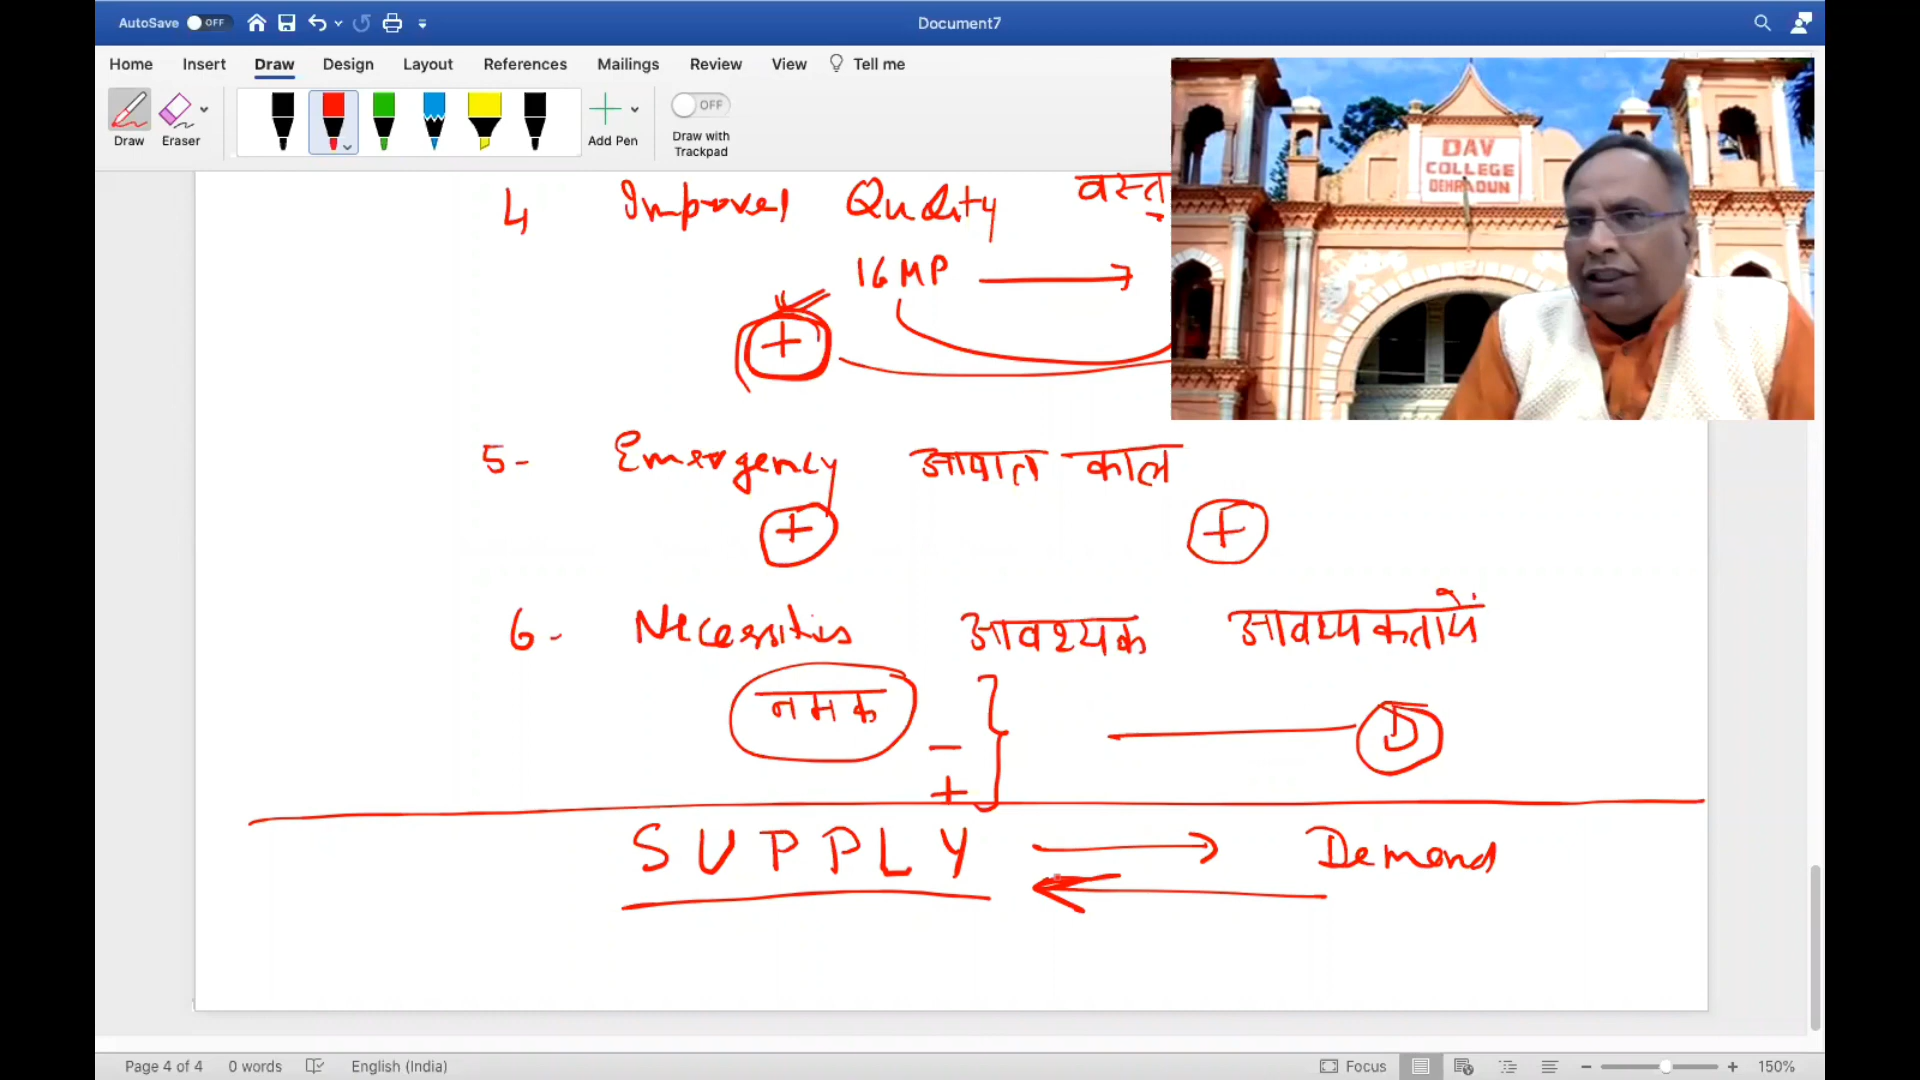 AutoSave OFF Document7
Home Insert Draw Design Layout References Mailings Review View Tell me
OFF
Draw Eraser Add Pen Draw with
Trackpad
DAV
COLLEGE
DEHRADUN
4 Improved Quality वस्तु
16 MP
+
5- Emergency आपात काल
+ +
6- Necessities आवश्यक आवश्यकतायें
नमक
-
+
D
SUPPLY Demand
Page 4 of 4 0 words English (India) Focus 150%